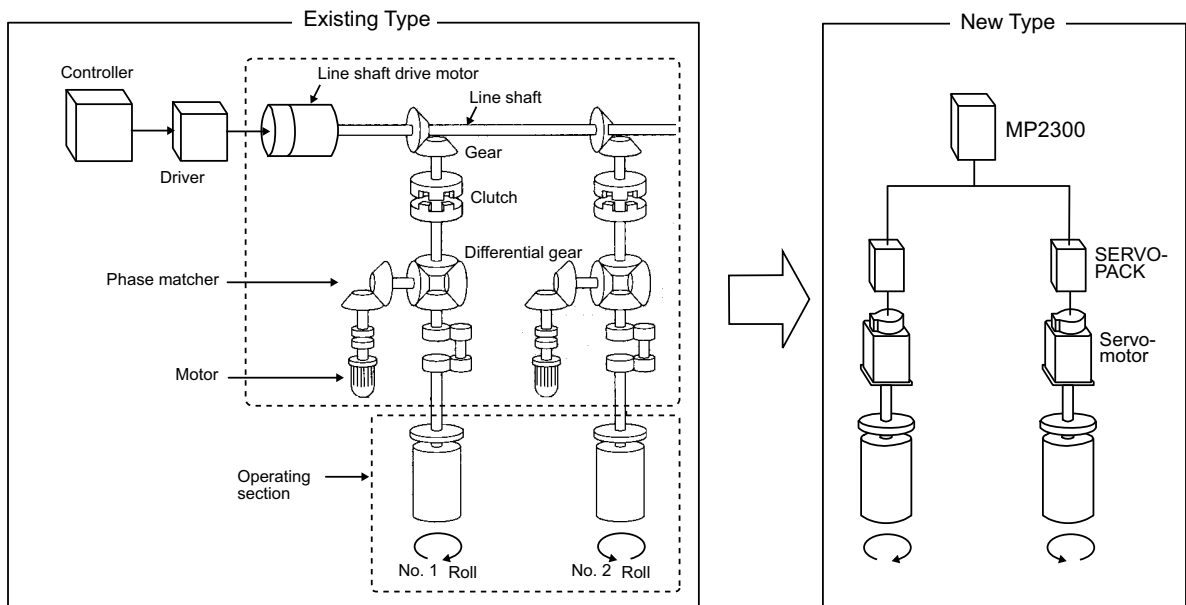 Existing Type
New Type
Controller
Line shaft drive motor
Line shaft
Driver
Gear
Clutch
Differential gear
Phase matcher
Motor
Operating
section
No. 1 Roll
No. 2 Roll
MP2300
SERVO-
PACK
Servo-
motor